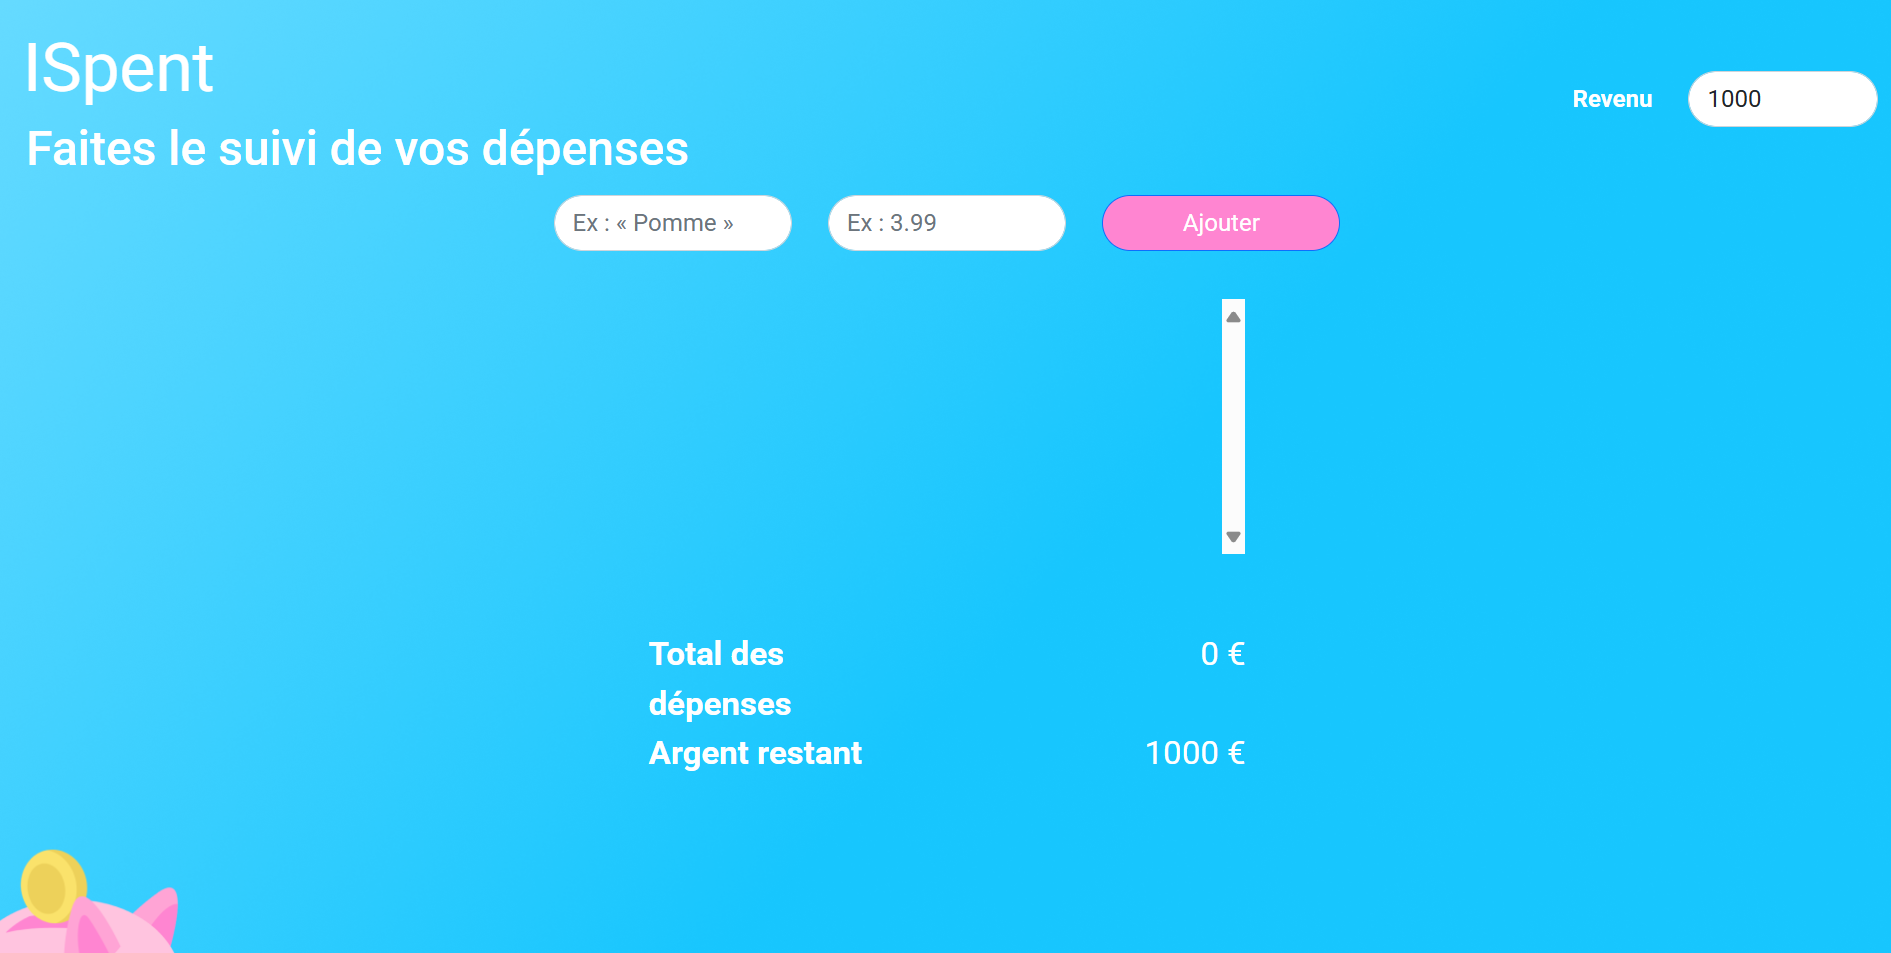 ISpent
Revenu
1000
Faites le suivi de vos dépenses
Ex : « Pomme »
Ex : 3.99
Ajouter
Total des dépenses
0 €
Argent restant
1000 €